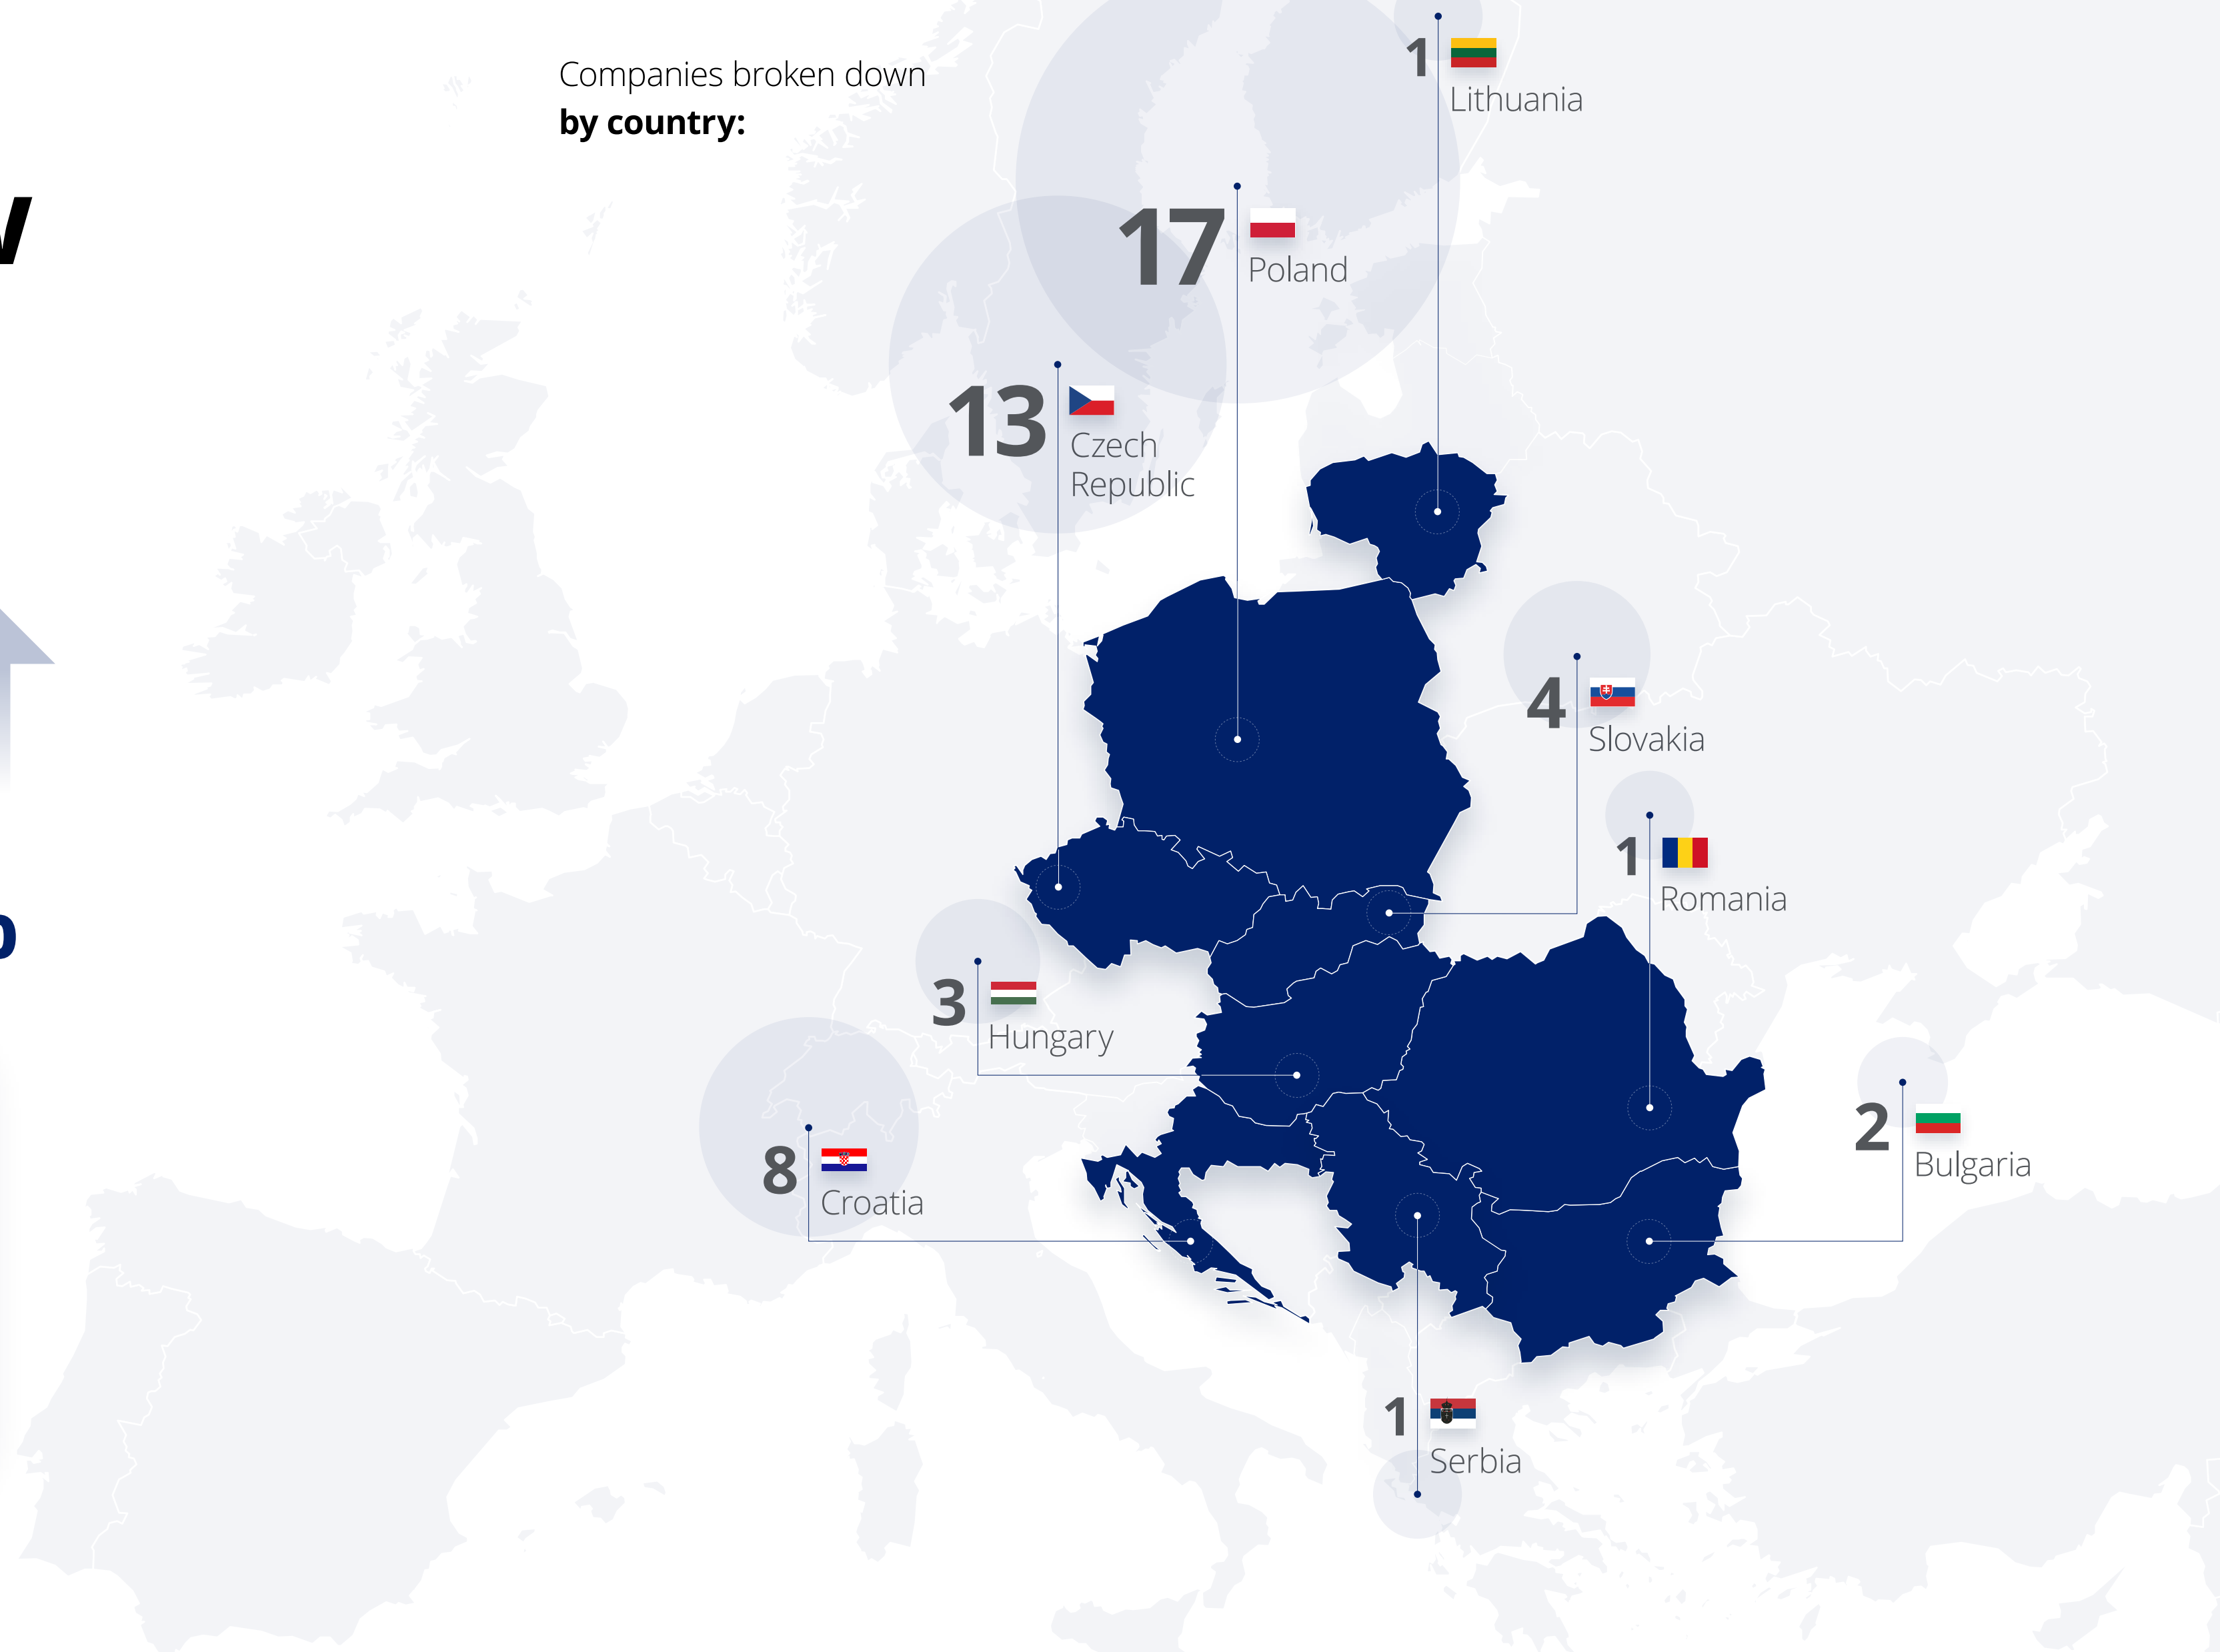 Companies broken down
by country:
1
Lithuania
17
Poland
13
Czech
Republic
4
Slovakia
1
Romania
3
Hungary
2
Bulgaria
8
Croatia
1
Serbia